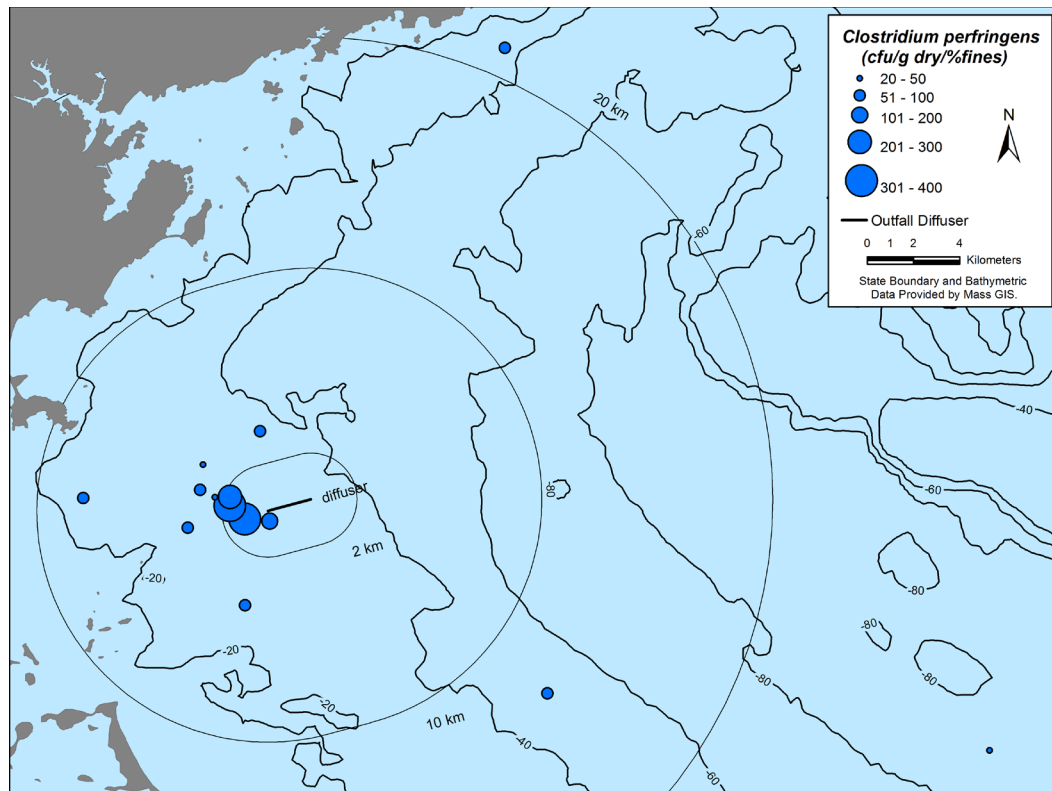 Clostridium perfringens
(cfu/g dry/%fines)
20 - 50
51 - 100
101 - 200
201 - 300
301 - 400
N
Outfall Diffuser
0 1 2 4
Kilometers
State Boundary and Bathymetric
Data Provided by Mass GIS.
20 km
-60
-40
-60
-80
diffuser
2 km
-20
-80
-80
-20
-80
-80
-20
10 km
-40
-60